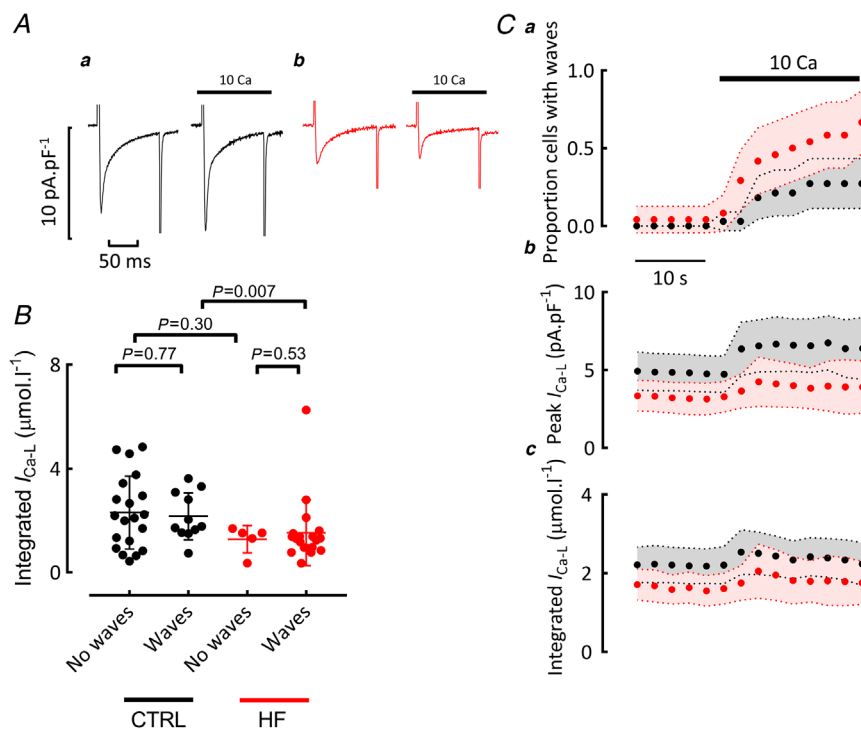 A
a
10 Ca
b
10 Ca
10 pA.pF⁻¹
50 ms
B
P=0.007
P=0.30
P=0.77
P=0.53
Integrated I_Ca-L (μmol.l⁻¹)
8
4
0
No waves
Waves
No waves
Waves
CTRL
HF
C
a
10 Ca
Proportion cells with waves
1.0
0.5
0.0
10 s
b
Peak I_Ca-L (pA.pF⁻¹)
10
5
0
c
Integrated I_Ca-L (μmol.l⁻¹)
4
2
0